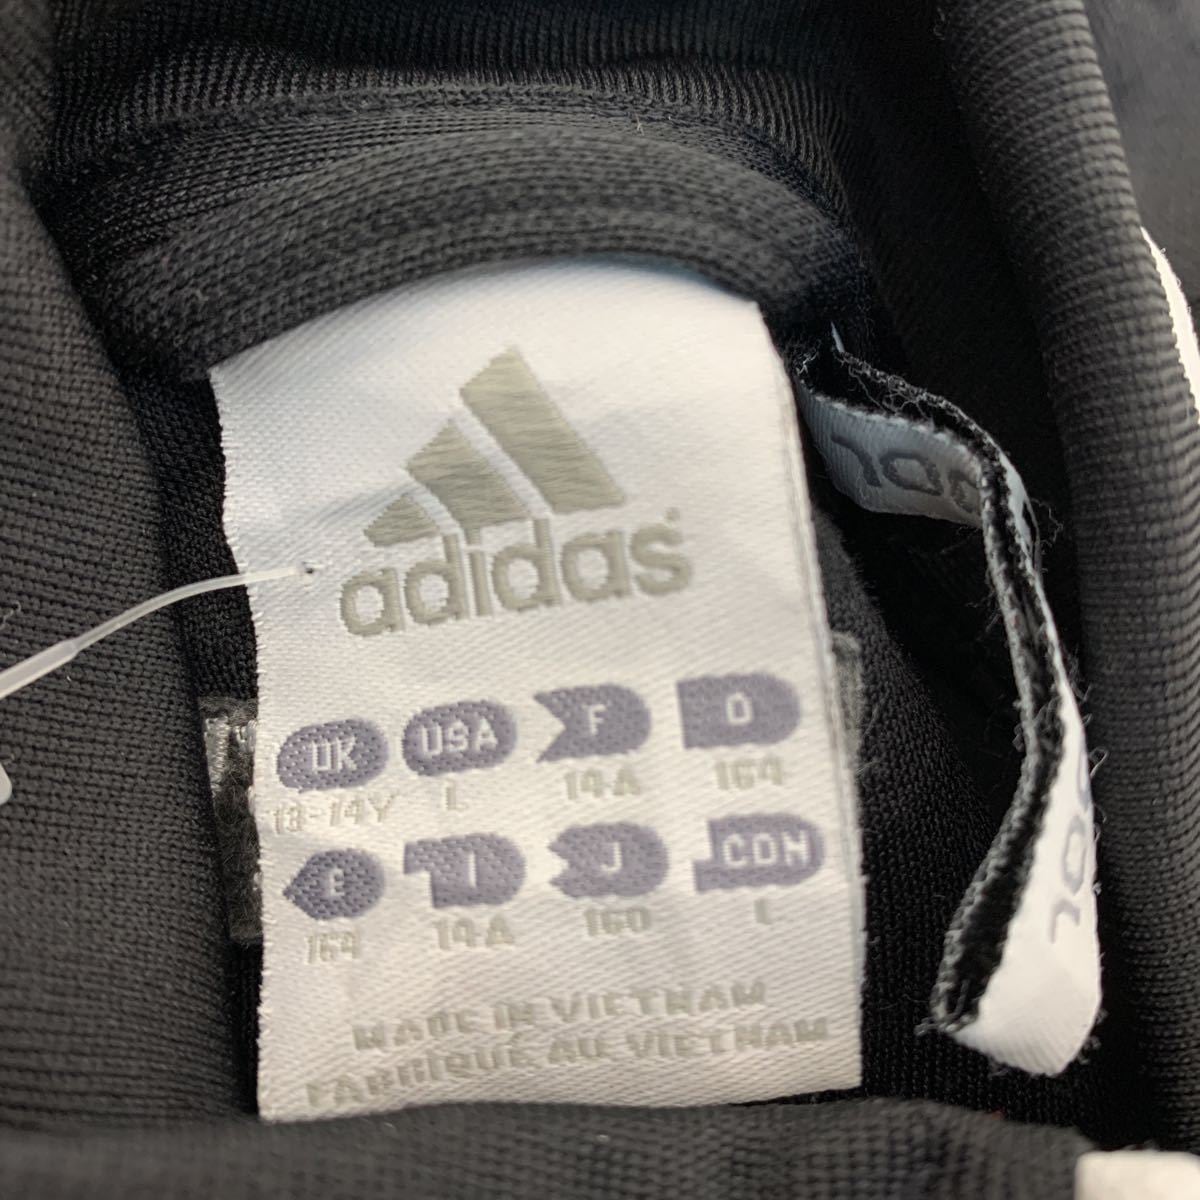 adidas
UK USA F D
13-14Y L 14A 164
E I J CDN
164 14A 160 L
MADE IN VIETNAM
FABRIQUÉ AU VIETNAM